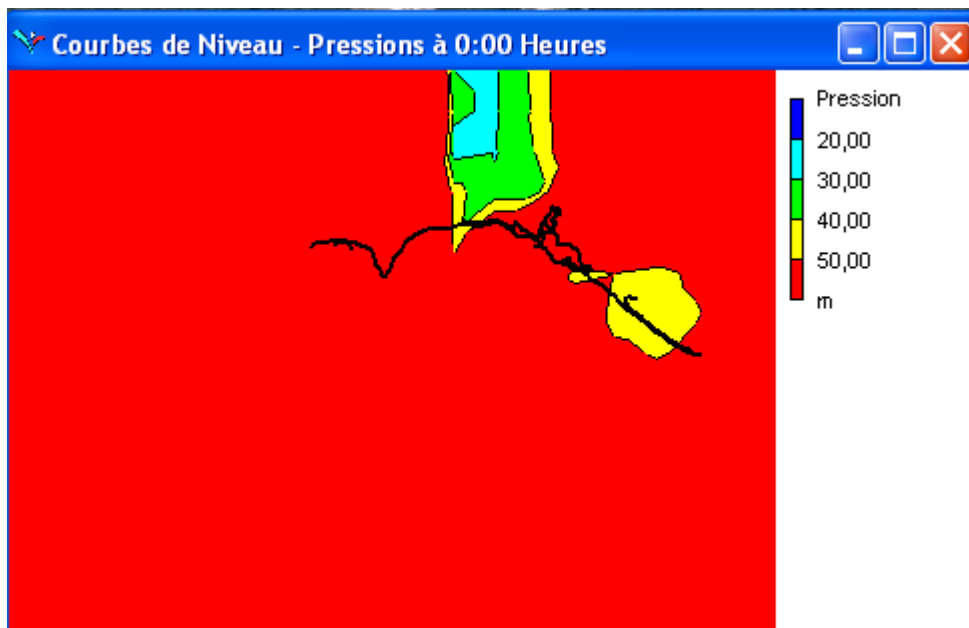 Courbes de Niveau - Pressions à 0:00 Heures
Pression
20,00
30,00
40,00
50,00
m